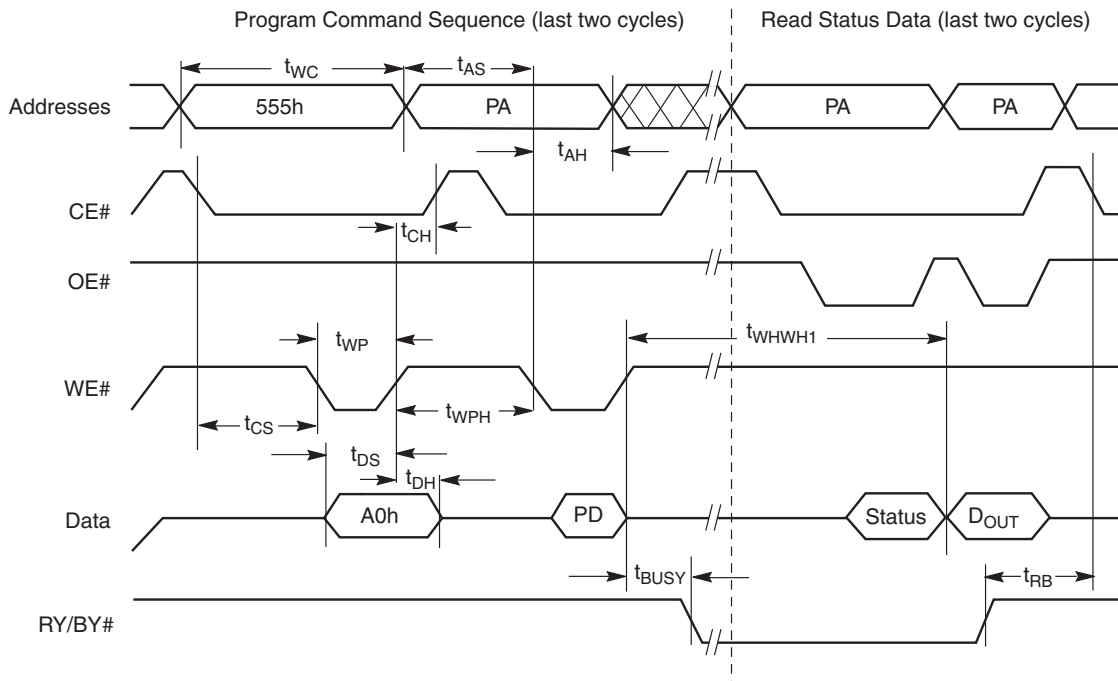 Program Command Sequence (last two cycles)
Read Status Data (last two cycles)
tWC
tAS
Addresses
555h
PA
PA
PA
tAH
CE#
tCH
OE#
tWP
tWHWH1
WE#
tCS
tWPH
tDS
tDH
Data
A0h
PD
Status
DOUT
tBUSY
tRB
RY/BY#